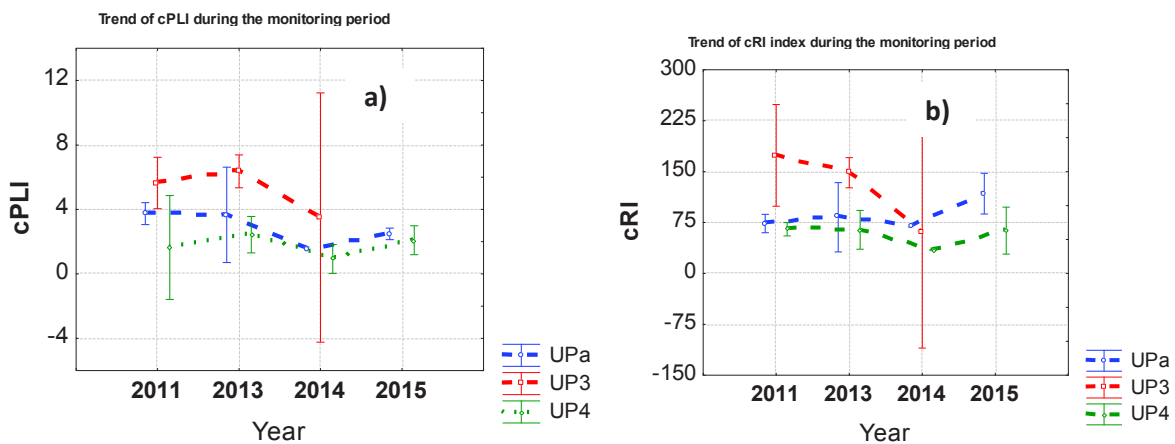 Trend of cPLI during the monitoring period
a)
12
8
4
0
-4
cPLI
2011 2013 2014 2015
Year
UPa
UP3
UP4
Trend of cRI index during the monitoring period
b)
300
225
150
75
0
-75
-150
cRI
2011 2013 2014 2015
Year
UPa
UP3
UP4